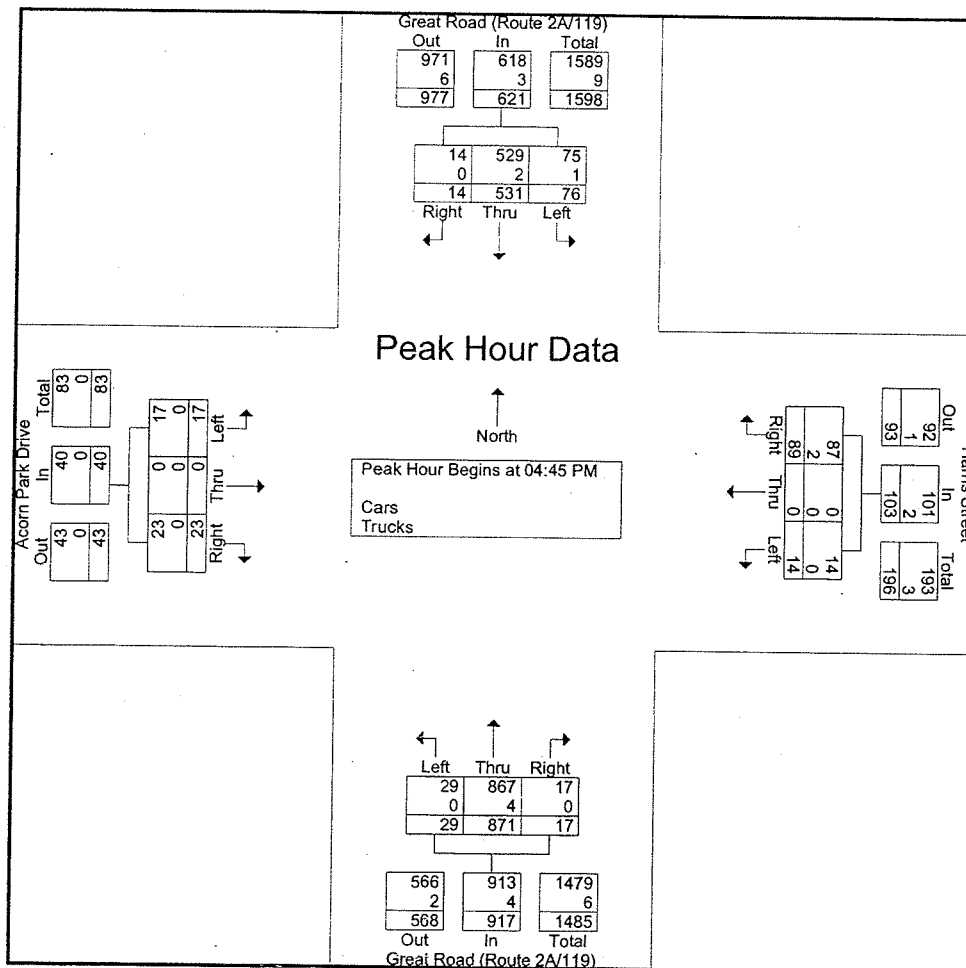 Great Road (Route 2A/119)
Out In Total
971 618 1589
6 3 9
977 621 1598
14 529 75
0 2 1
14 531 76
Right Thru Left
Peak Hour Data
North
Peak Hour Begins at 04:45 PM
Cars
Trucks
Acorn Park Drive
Out In Total
43 40 83
0 0 0
43 40 83
Left Thru Right
17 0 23
0 0 0
17 0 23
Right Thru Left
87 0 14
2 0 0
89 0 14
Out In Total
92 101 193
1 2 3
93 103 196
Street
Left Thru Right
29 867 17
0 4 0
29 871 17
566 913 1479
2 4 6
568 917 1485
Out In Total
Great Road (Route 2A/119)